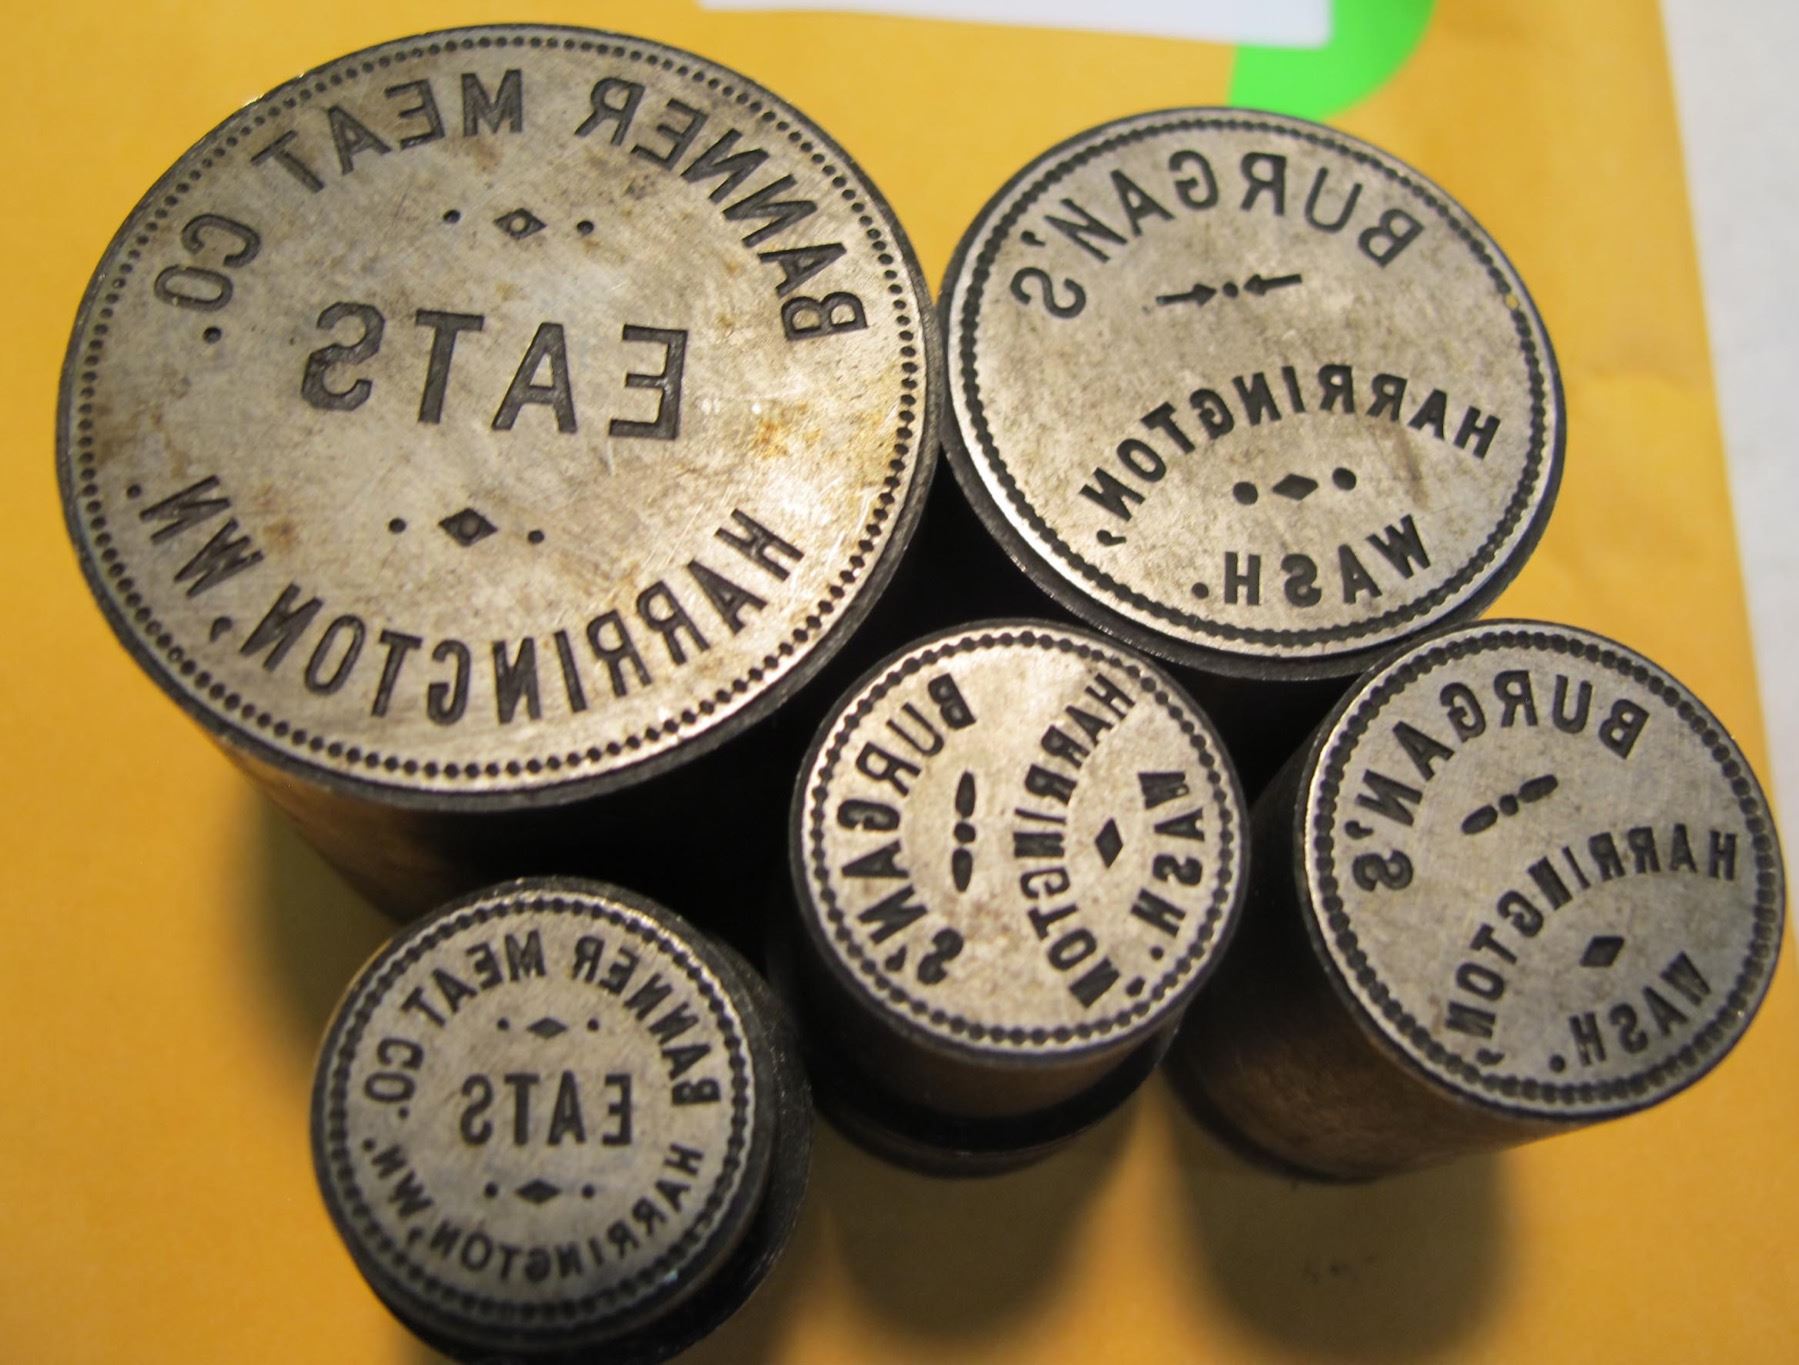 BANNER MEAT CO.
EATS
HARRINGTON, WN.
BURGAN'S
HARRINGTON,
WASH.
BURGAN'S
HARRINGTON,
WASH.
BURGAN'S
HARRINGTON,
WASH.
BANNER MEAT CO.
EATS
HARRINGTON, WN.